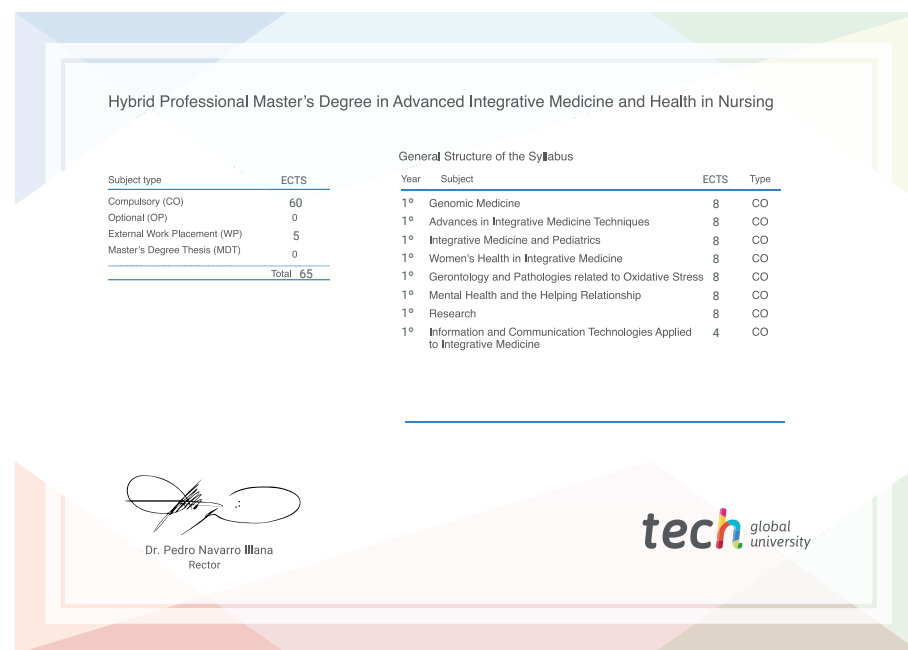 Hybrid Professional Master's Degree in Advanced Integrative Medicine and Health in Nursing
Subject type ECTS
Compulsory (CO) 60
Optional (OP) 0
External Work Placement (WP) 5
Master's Degree Thesis (MDT) 0
Total 65
General Structure of the Syllabus
Year Subject ECTS Type
1º Genomic Medicine 8 CO
1º Advances in Integrative Medicine Techniques 8 CO
1º Integrative Medicine and Pediatrics 8 CO
1º Women's Health in Integrative Medicine 8 CO
1º Gerontology and Pathologies related to Oxidative Stress 8 CO
1º Mental Health and the Helping Relationship 8 CO
1º Research 8 CO
1º Information and Communication Technologies Applied 4 CO
to Integrative Medicine
Dr. Pedro Navarro Illana
Rector
tech global
university